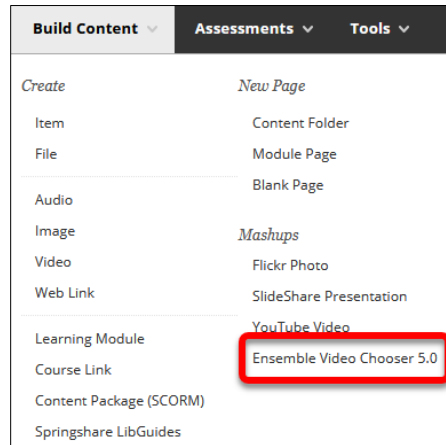 Build Content Assessments Tools
Create
Item
File
Audio
Image
Video
Web Link
Learning Module
Course Link
Content Package (SCORM)
Springshare LibGuides
New Page
Content Folder
Module Page
Blank Page
Mashups
Flickr Photo
SlideShare Presentation
YouTube Video
Ensemble Video Chooser 5.0